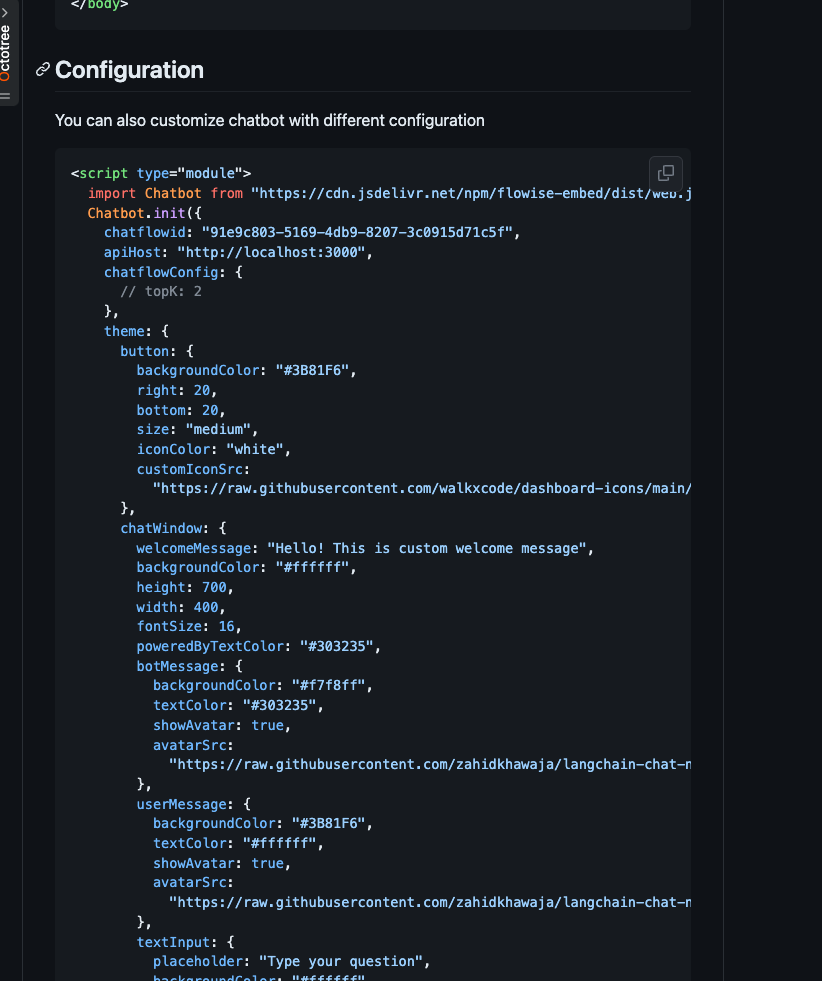 </body>
Octotree
Configuration
You can also customize chatbot with different configuration
<script type="module">
  import Chatbot from "https://cdn.jsdelivr.net/npm/flowise-embed/dist/web.j
  Chatbot.init({
    chatflowid: "91e9c803-5169-4db9-8207-3c0915d71c5f",
    apiHost: "http://localhost:3000",
    chatflowConfig: {
      // topK: 2
    },
    theme: {
      button: {
        backgroundColor: "#3B81F6",
        right: 20,
        bottom: 20,
        size: "medium",
        iconColor: "white",
        customIconSrc:
          "https://raw.githubusercontent.com/walkxcode/dashboard-icons/main/
      },
      chatWindow: {
        welcomeMessage: "Hello! This is custom welcome message",
        backgroundColor: "#ffffff",
        height: 700,
        width: 400,
        fontSize: 16,
        poweredByTextColor: "#303235",
        botMessage: {
          backgroundColor: "#f7f8ff",
          textColor: "#303235",
          showAvatar: true,
          avatarSrc:
            "https://raw.githubusercontent.com/zahidkhawaja/langchain-chat-n
        },
        userMessage: {
          backgroundColor: "#3B81F6",
          textColor: "#ffffff",
          showAvatar: true,
          avatarSrc:
            "https://raw.githubusercontent.com/zahidkhawaja/langchain-chat-n
        },
        textInput: {
          placeholder: "Type your question",
          backgroundColor: "#ffffff"